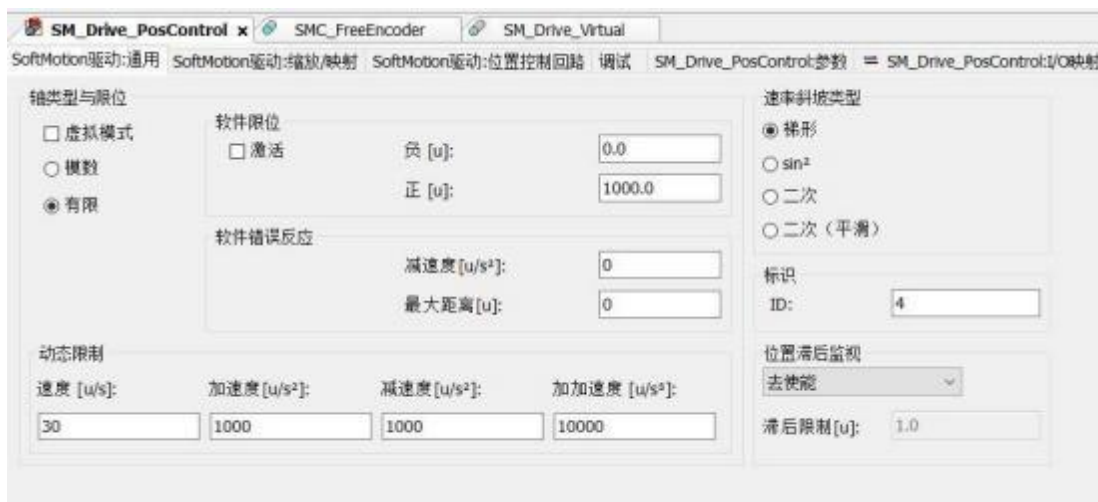 SM_Drive_PosControl x SMC_FreeEncoder SM_Drive_Virtual
SoftMotion驱动:通用 SoftMotion驱动:缩放/映射 SoftMotion驱动:位置控制回路 调试 SM_Drive_PosControl:参数 SM_Drive_PosControl:I/O映射
轴类型与限位
虚拟模式
模数
有限
软件限位
激活
负 [u]: 0.0
正 [u]: 1000.0
软件错误反应
减速度[u/s²]: 0
最大距离[u]: 0
动态限制
速度 [u/s]: 加速度[u/s²]: 减速度[u/s²]: 加加速度 [u/s³]:
30 1000 1000 10000
速率斜坡类型
梯形
sin²
二次
二次（平滑）
标识
ID: 4
位置滞后监视
去使能
滞后限制[u]: 1.0